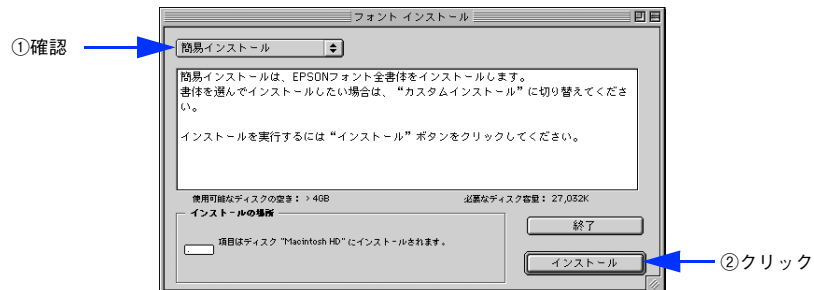 フォント インストール
①確認
簡易インストール
簡易インストールは、EPSONフォント全書体をインストールします。
書体を選んでインストールしたい場合は、“カスタムインストール”に切り替えてくださ
い。
インストールを実行するには“インストール”ボタンをクリックしてください。
使用可能なディスクの空き：＞4GB
必要なディスク容量：27,032K
インストールの場所
項目はディスク “Macintosh HD” にインストールされます。
終了
インストール
②クリック